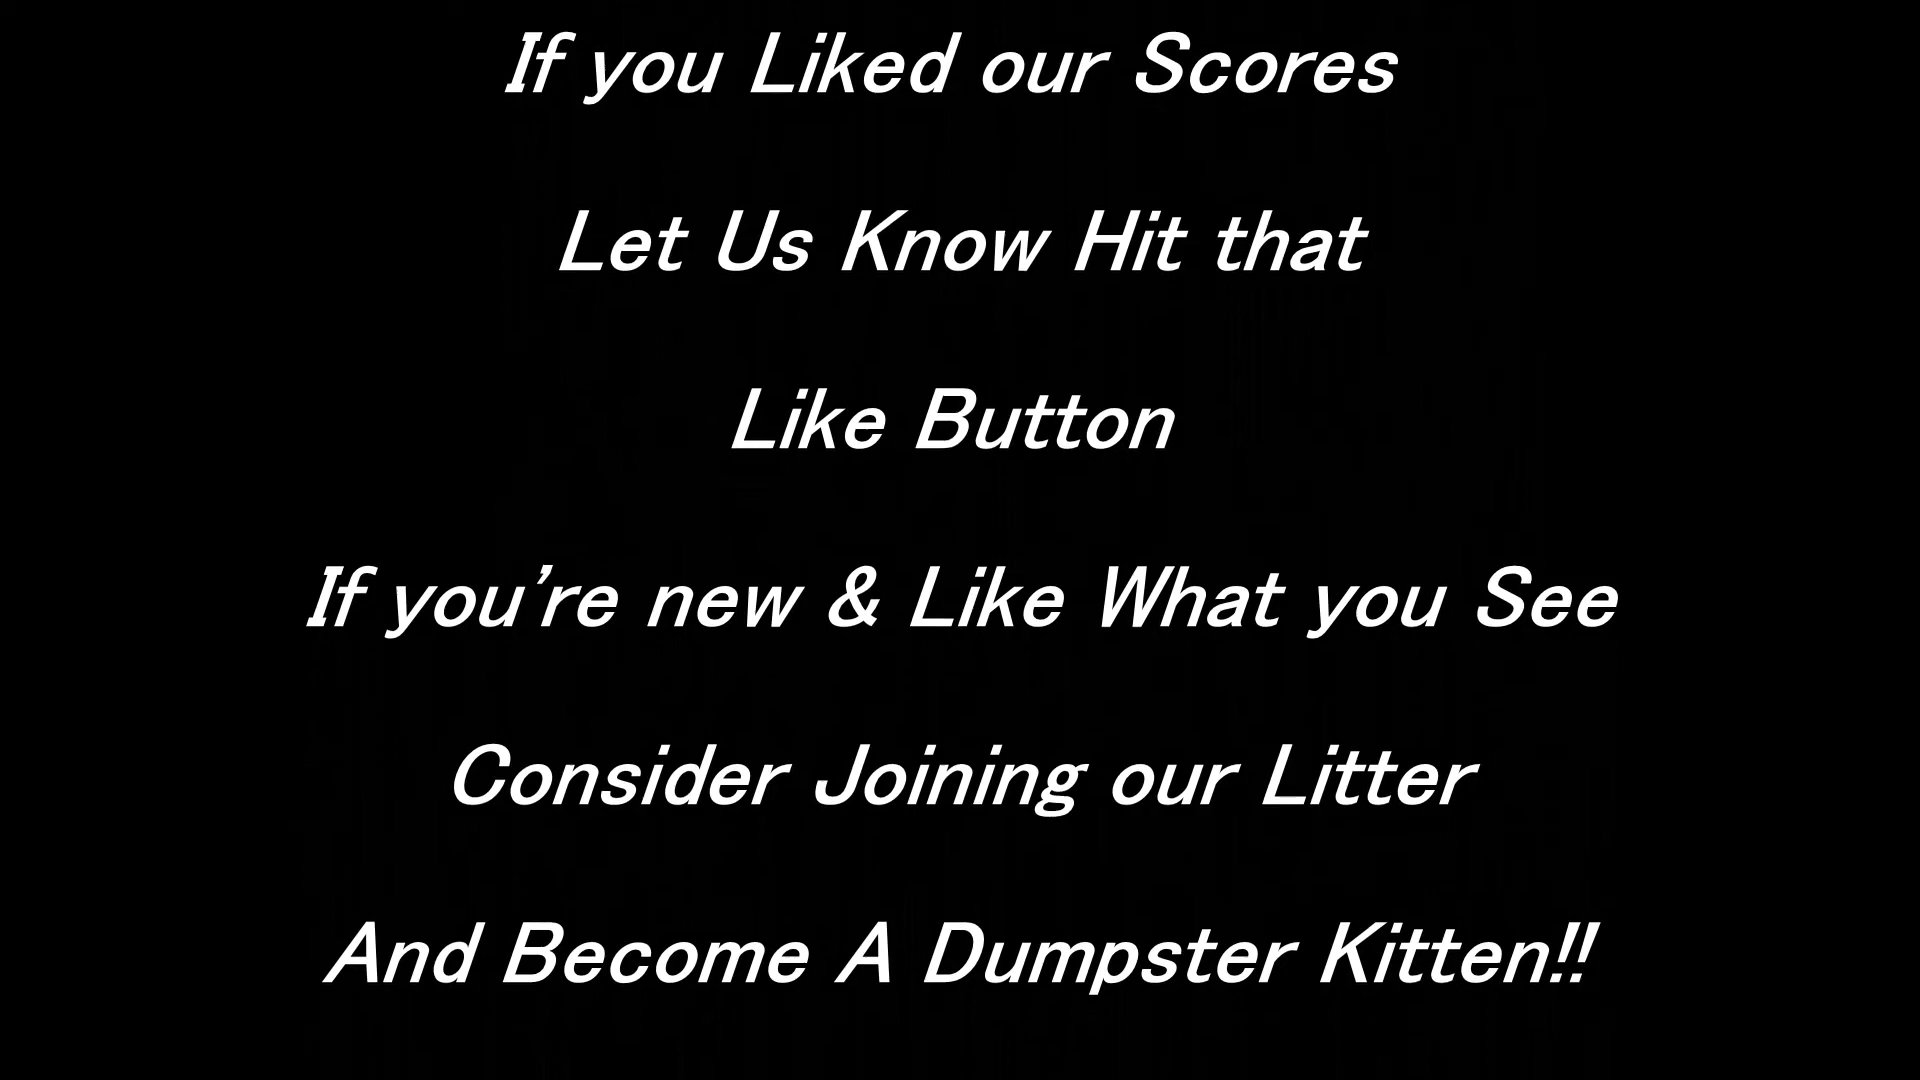 If you Liked our Scores
Let Us Know Hit that
Like Button
If you're new & Like What you See
Consider Joining our Litter
And Become A Dumpster Kitten!!